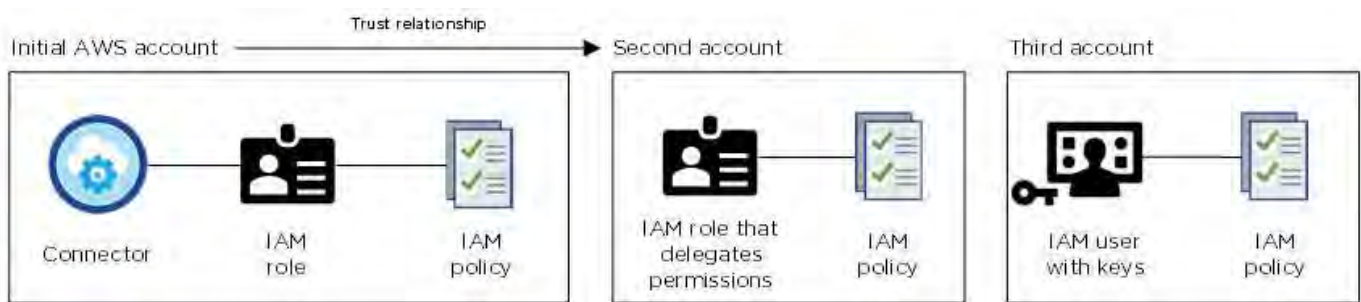 Trust relationship
Initial AWS account
Second account
Third account
Connector
IAM
role
IAM
policy
IAM role that
delegates
permissions
IAM
policy
IAM user
with keys
IAM
policy